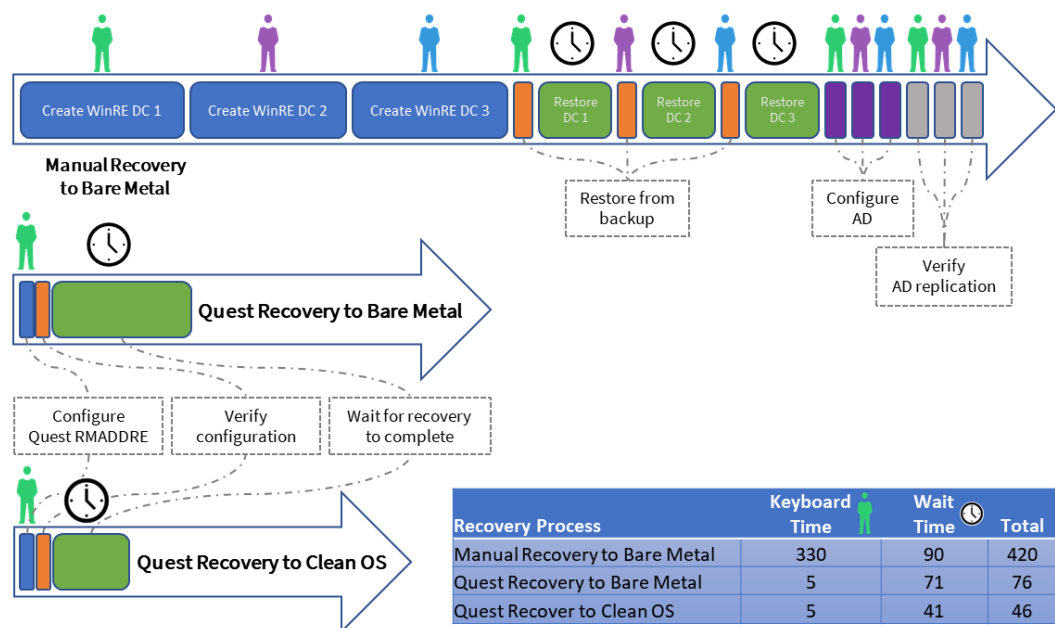 Create WinRE DC 1
Create WinRE DC 2
Create WinRE DC 3
Restore
DC 1
Restore
DC 2
Restore
DC 3
Manual Recovery
to Bare Metal
Restore from
backup
Configure
AD
Verify
AD replication
Quest Recovery to Bare Metal
Configure
Quest RMADDRE
Verify
configuration
Wait for recovery
to complete
Quest Recovery to Clean OS
Recovery Process Keyboard Time Wait Time Total
Manual Recovery to Bare Metal 330 90 420
Quest Recovery to Bare Metal 5 71 76
Quest Recover to Clean OS 5 41 46